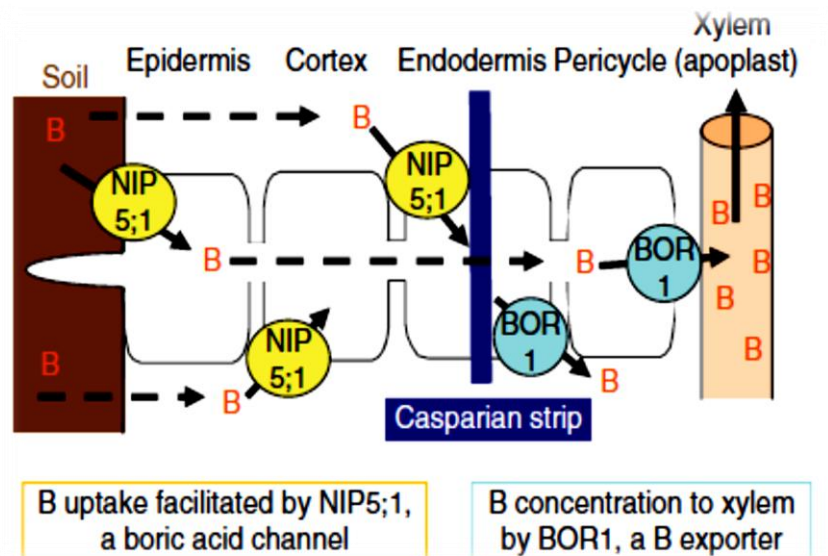 Xylem
Soil Epidermis Cortex Endodermis Pericycle (apoplast)
B B
NIP
5;1
NIP
5;1
B B
BOR
1
B B
B
B
B
NIP
5;1
BOR
1
B
B
B
Casparian strip
B uptake facilitated by NIP5;1,
a boric acid channel
B concentration to xylem
by BOR1, a B exporter